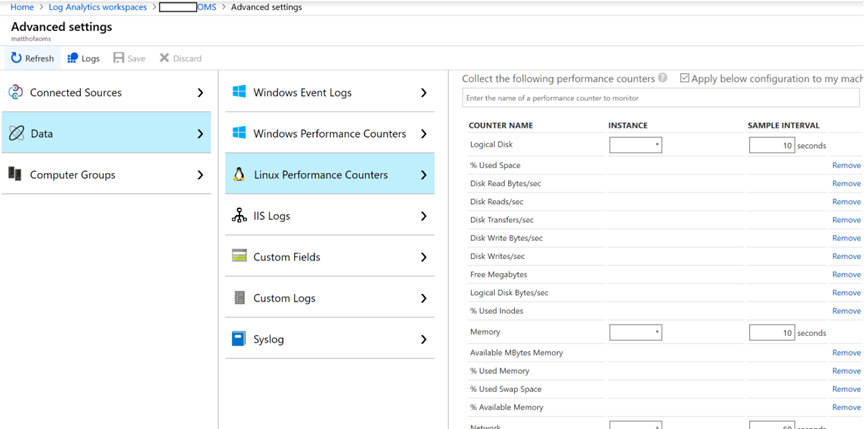 Home > Log Analytics workspaces > OMS > Advanced settings
Advanced settings
matthofaoms
Refresh Logs Save Discard
Connected Sources
Data
Computer Groups
Windows Event Logs
Windows Performance Counters
Linux Performance Counters
IIS Logs
Custom Fields
Custom Logs
Syslog
Collect the following performance counters ? Apply below configuration to my mach
Enter the name of a performance counter to monitor
COUNTER NAME INSTANCE SAMPLE INTERVAL
Logical Disk 10 seconds
% Used Space Remove
Disk Read Bytes/sec Remove
Disk Reads/sec Remove
Disk Transfers/sec Remove
Disk Write Bytes/sec Remove
Disk Writes/sec Remove
Free Megabytes Remove
Logical Disk Bytes/sec Remove
% Used Inodes Remove
Memory 10 seconds
Available MBytes Memory Remove
% Used Memory Remove
% Used Swap Space Remove
% Available Memory Remove
Network 60 seconds